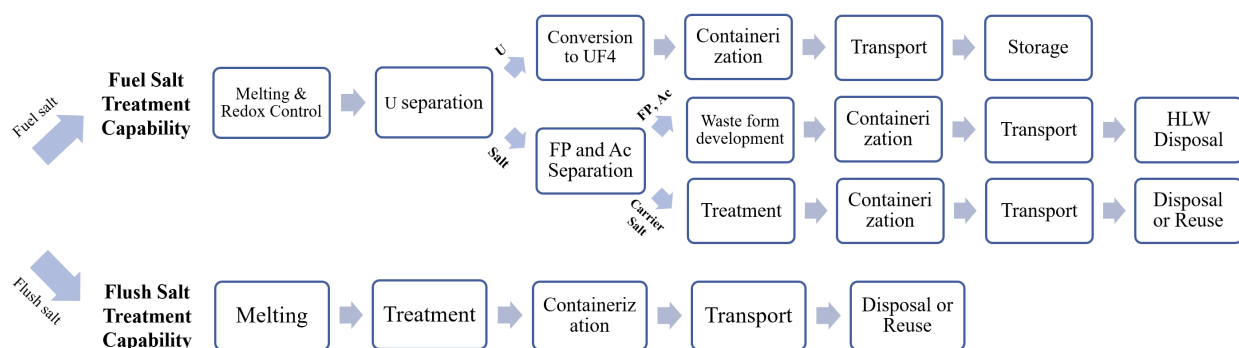 Fuel salt
Fuel Salt
Treatment
Capability
Melting &
Redox Control
U separation
U
Conversion
to UF4
Containeri
zation
Transport
Storage
Salt
FP and Ac
Separation
FP, Ac
Waste form
development
Containeri
zation
Transport
HLW
Disposal
Carrier
Salt
Treatment
Containeri
zation
Transport
Disposal
or Reuse
Flush salt
Flush Salt
Treatment
Capability
Melting
Treatment
Containeriz
ation
Transport
Disposal or
Reuse